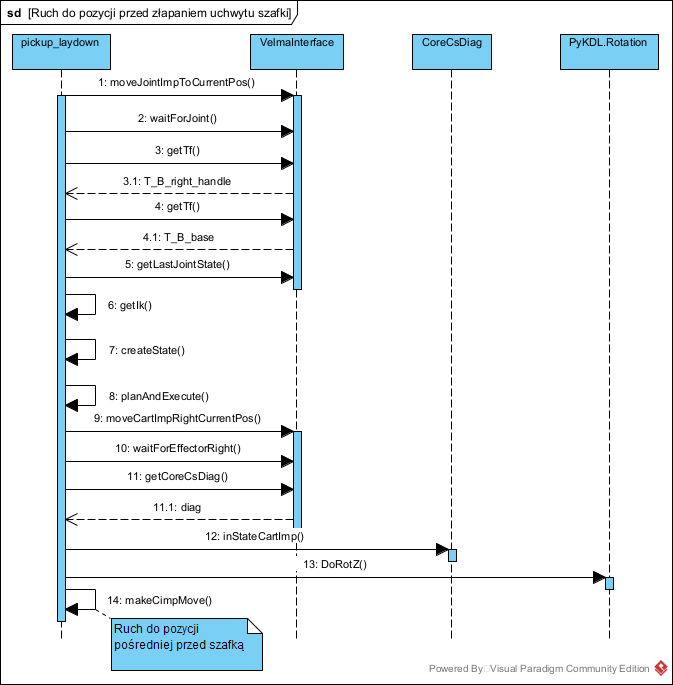 sd [Ruch do pozycji przed złapaniem uchwytu szafki]
pickup_laydown
VelmaInterface
CoreCsDiag
PyKDL.Rotation
1: moveJointImpToCurrentPos()
2: waitForJoint()
3: getTf()
3.1: T_B_right_handle
4: getTf()
4.1: T_B_base
5: getLastJointState()
6: getIk()
7: createState()
8: planAndExecute()
9: moveCartImpRightCurrentPos()
10: waitForEffectorRight()
11: getCoreCsDiag()
11.1: diag
12: inStateCartImp()
13: DoRotZ()
14: makeCimpMove()
Ruch do pozycji
pośredniej przed szafką
Powered By Visual Paradigm Community Edition